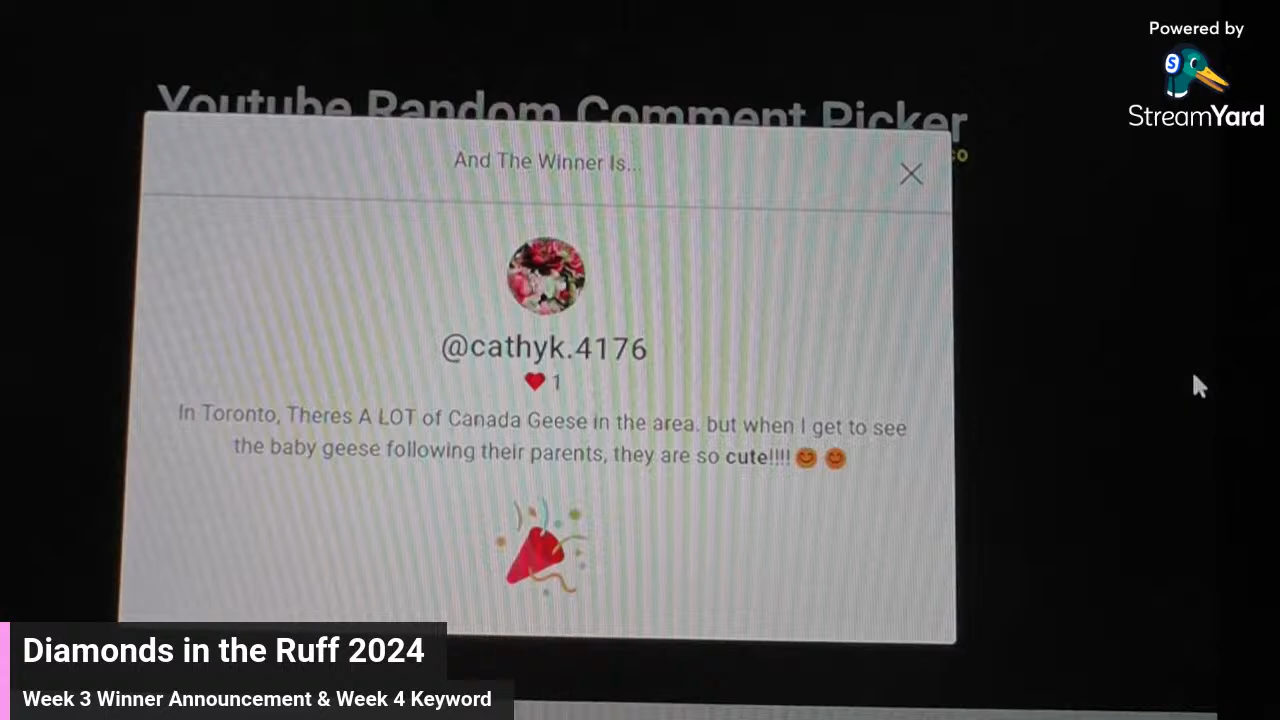 Powered by
StreamYard
Youtube Random Comment Picker
co
And The Winner Is...
@cathyk.4176
1
In Toronto, Theres A LOT of Canada Geese in the area. but when I get to see
the baby geese following their parents, they are so cute!!!!
Diamonds in the Ruff 2024
Week 3 Winner Announcement & Week 4 Keyword